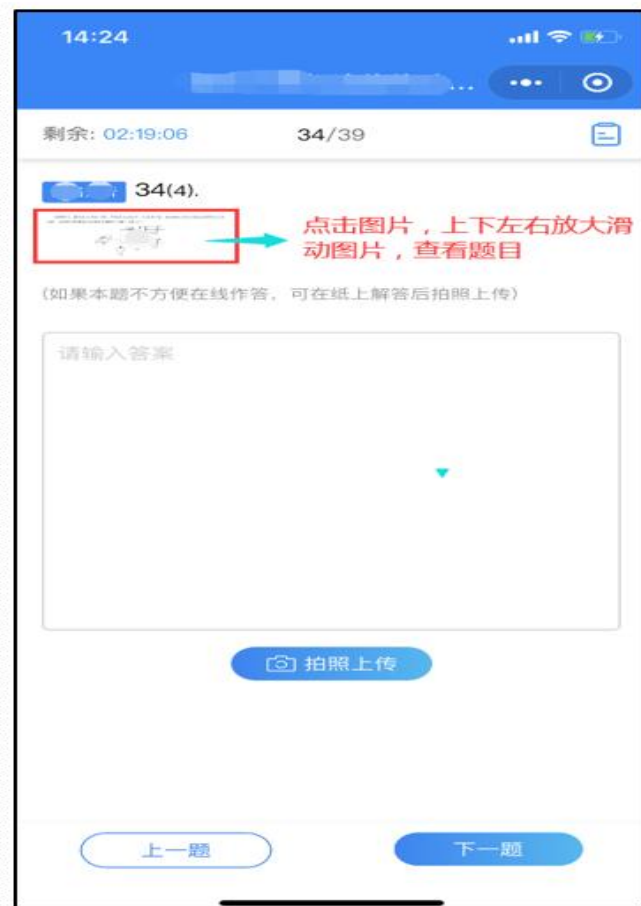 14:24
...
剩余: 02:19:06 34/39
34(4).
点击图片，上下左右放大滑
动图片，查看题目
(如果本题不方便在线作答，可在纸上解答后拍照上传)
请输入答案
拍照上传
上一题 下一题